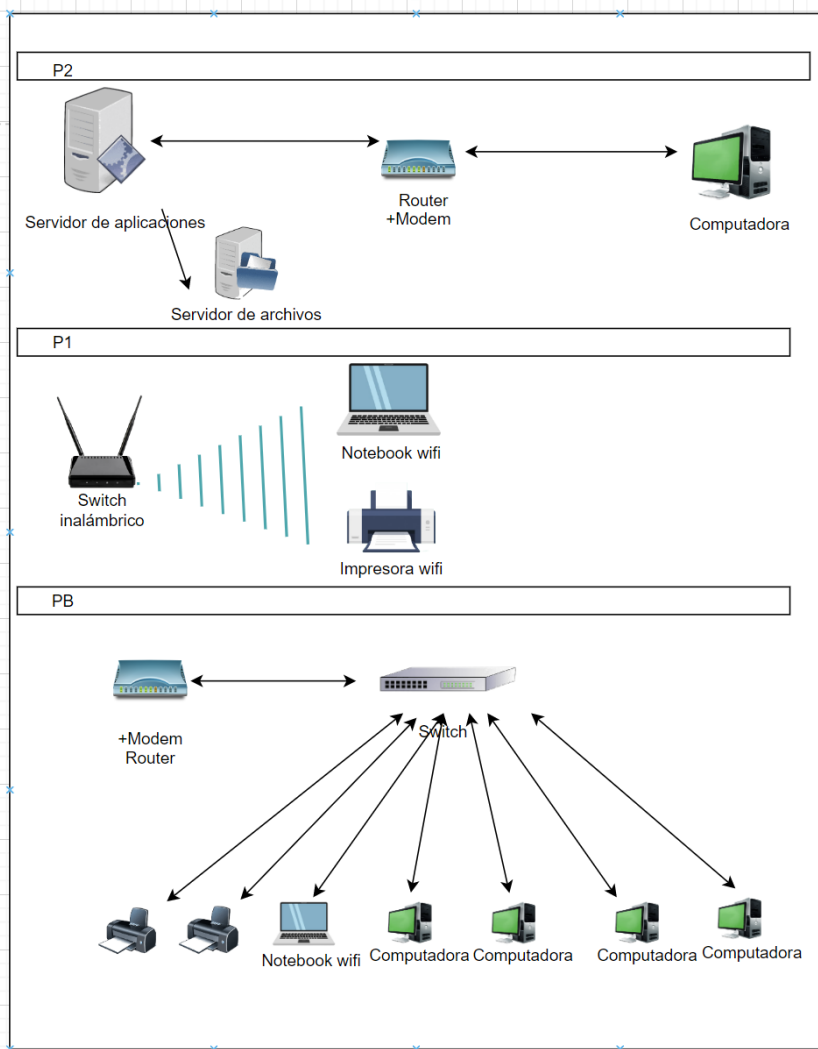 P2
Servidor de aplicaciones
Router
+Modem
Computadora
Servidor de archivos
P1
Notebook wifi
Switch
inalámbrico
Impresora wifi
PB
+Modem
Router
Switch
Notebook wifi
Computadora
Computadora
Computadora
Computadora